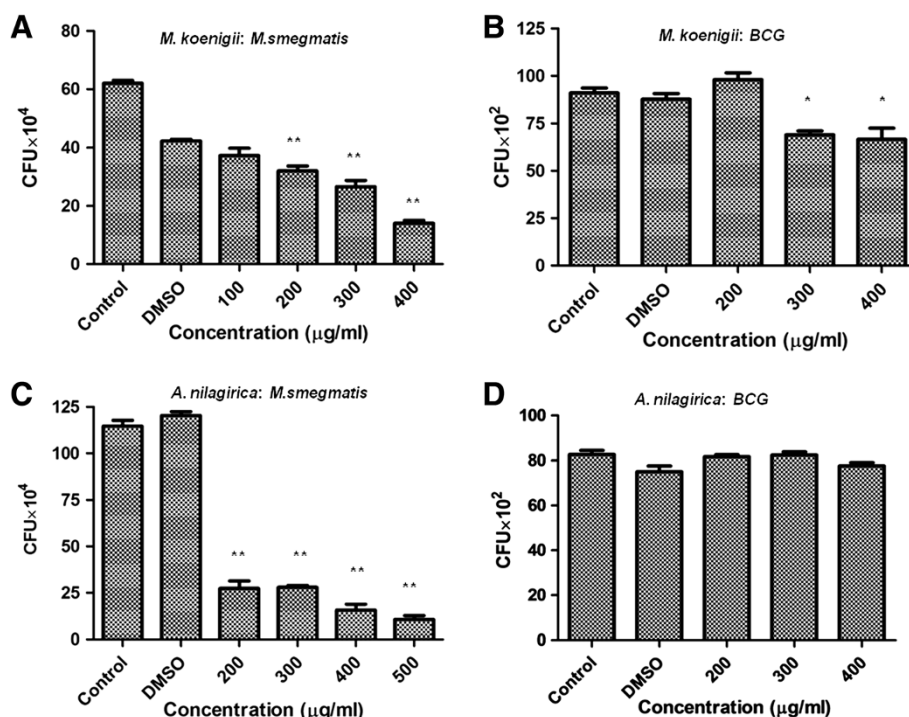 A
M. koenigii: M.smegmatis
80
60
40
20
0
CFU×10⁴
** ** **
Control DMSO 100 200 300 400
Concentration (µg/ml)
B
M. koenigii: BCG
125
100
75
50
25
0
CFU×10²
* *
Control DMSO 200 300 400
Concentration (µg/ml)
C
A. nilagirica: M.smegmatis
125
100
75
50
25
0
CFU×10⁴
** ** ** **
Control DMSO 200 300 400 500
Concentration (µg/ml)
D
A. nilagirica: BCG
100
80
60
40
20
0
CFU×10²
Control DMSO 200 300 400
Concentration (µg/ml)